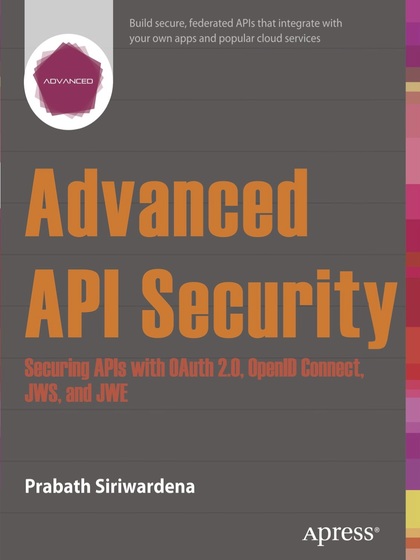 Build secure, federated APIs that integrate with
your own apps and popular cloud services
ADVANCED
Advanced
API Security
Securing APIs with OAuth 2.0, OpenID Connect,
JWS, and JWE
Prabath Siriwardena
Apress®